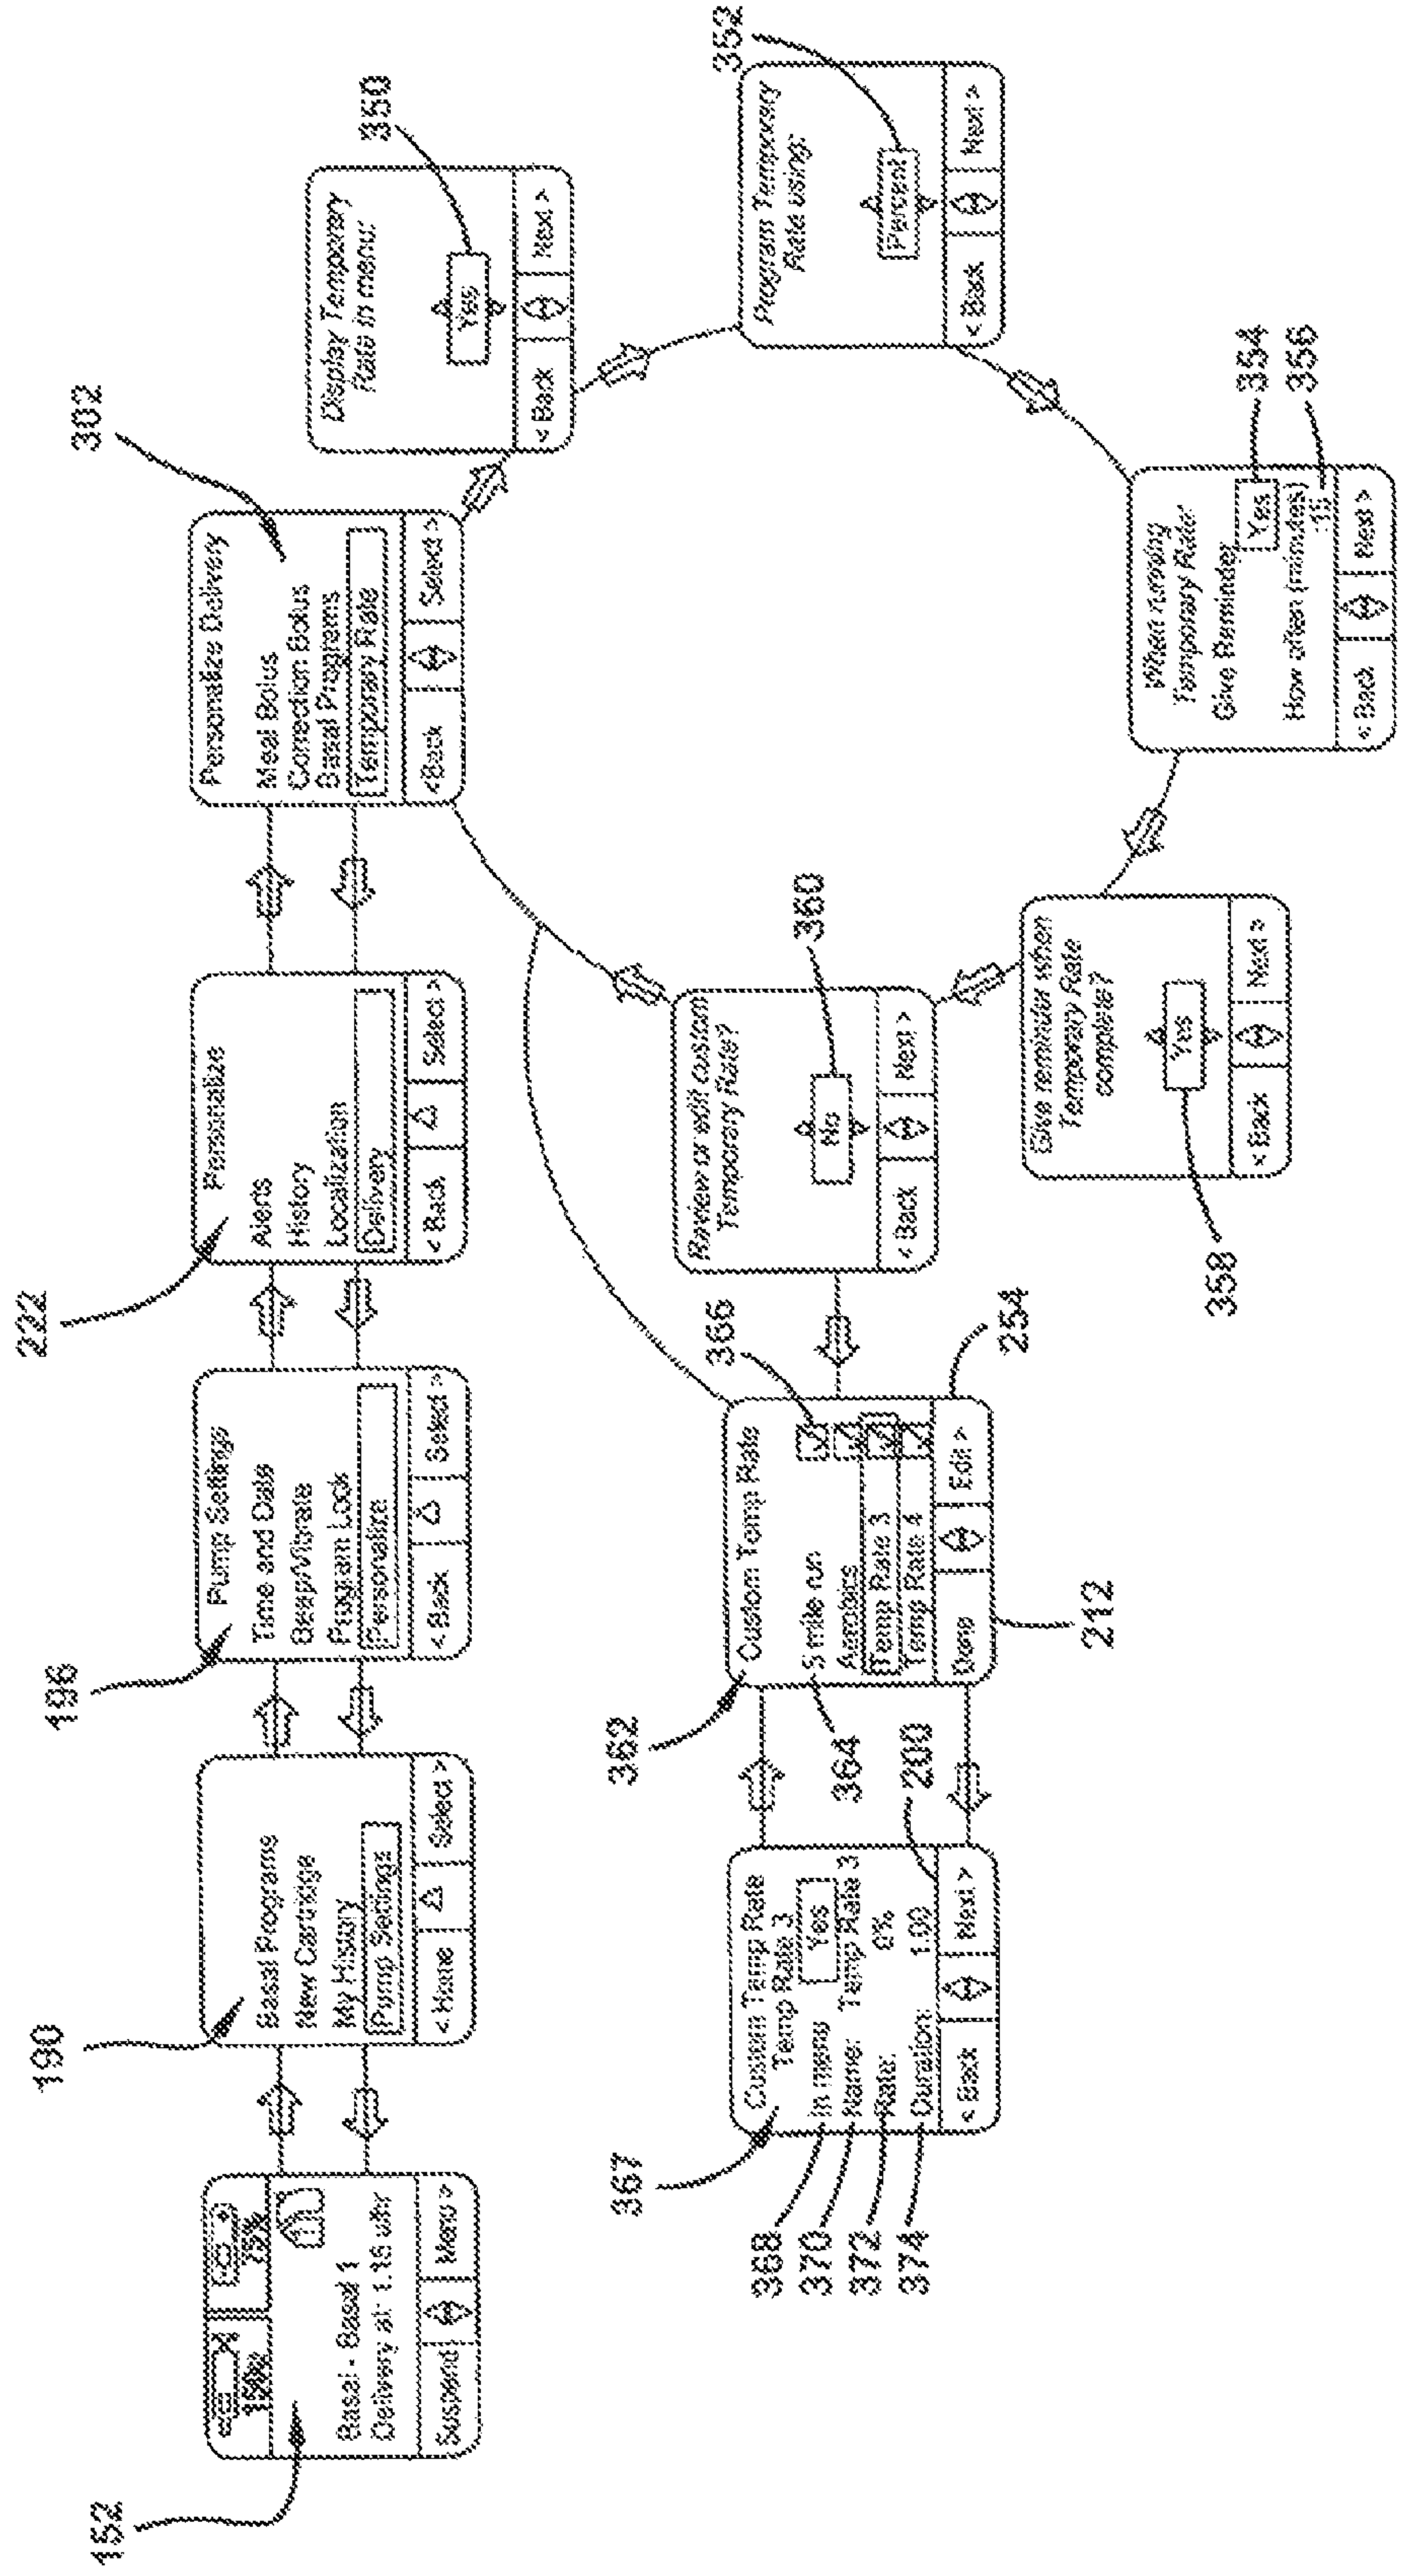 152
150u
75%
Basal - Basal 1
Delivery at: 1.15 u/hr
Suspend
Menu >
190
Basal Programs
New Cartridge
My History
Pump Settings
< Home
Select >
196
Pump Settings
Time and Date
Beep/Vibrate
Program Lock
Personalize
< Back
Select >
222
Personalize
Alerts
History
Localization
Delivery
< Back
Select >
302
Personalize Delivery
Meal Bolus
Correction Bolus
Basal Programs
Temporary Rate
<Back
Select >
350
Display Temporary
Rate in menu:
Yes
< Back
Next >
352
Program Temporary
Rate using:
Percent
< Back
Next >
354
356
When running
Temporary Rate:
Give Reminder
Yes
How often (minutes)
< Back
Next >
358
Give reminder when
Temporary Rate
complete?
Yes
< Back
Next >
360
Review or edit custom
Temporary Rate?
No
< Back
Next >
362
Custom Temp Rate
364
5 mile run
366
Aerobics
Temp Rate 3
Temp Rate 4
Done
Edit >
212
254
367
Custom Temp Rate
Temp Rate 3
368
In menu
Yes
370
Name:
Temp Rate 3
372
Rate:
0%
374
Duration:
1:00
200
< Back
Next >